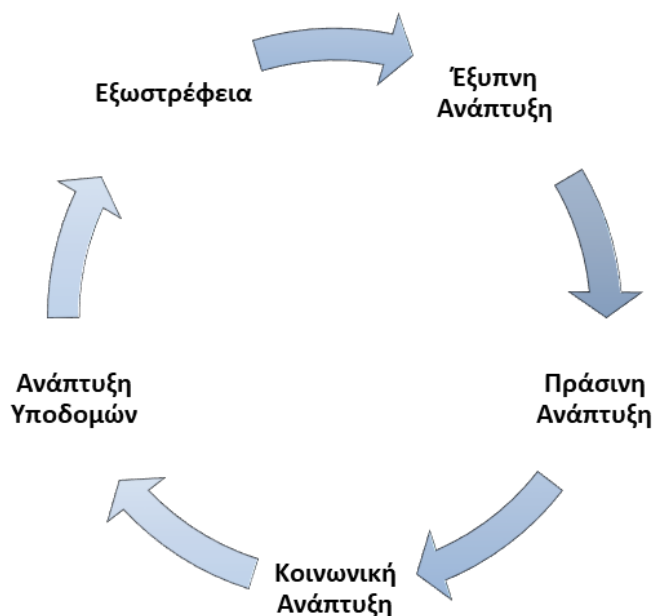 Εξωστρέφεια
Έξυπνη
Ανάπτυξη
Πράσινη
Ανάπτυξη
Κοινωνική
Ανάπτυξη
Ανάπτυξη
Υποδομών